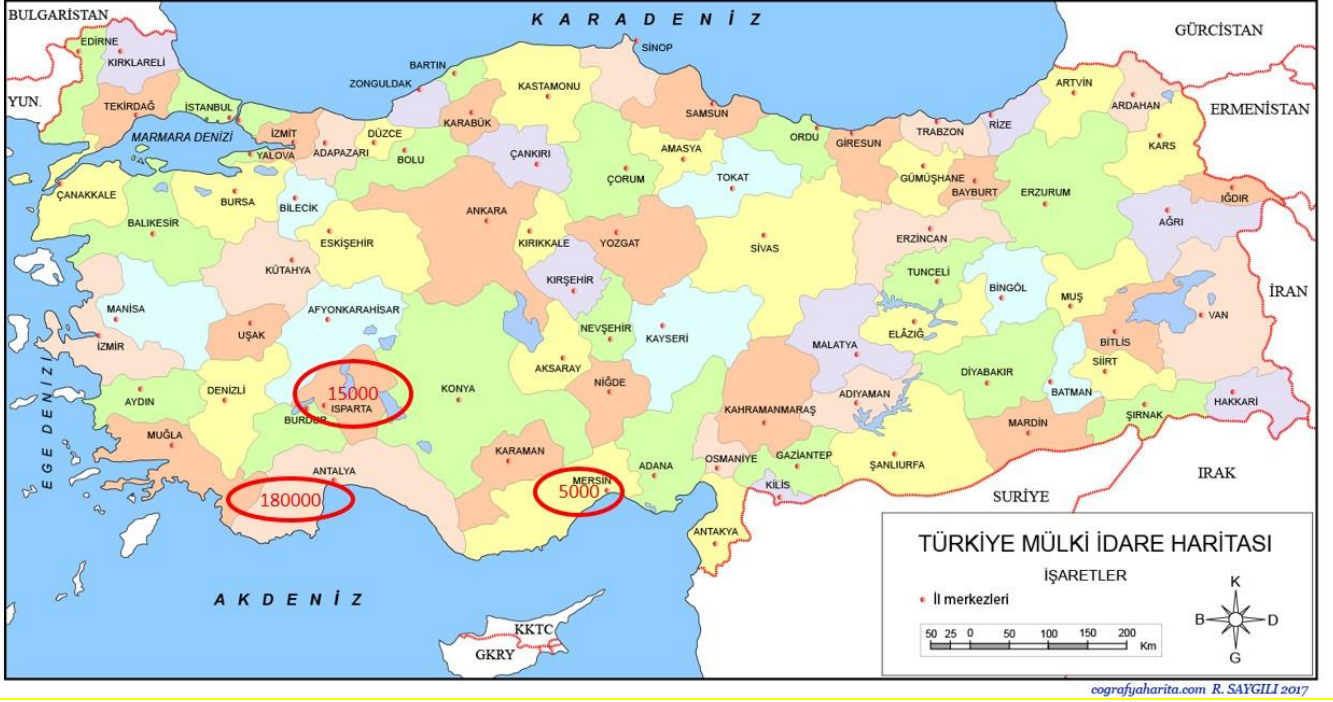 BULGARİSTAN
KARADENİZ
GÜRCİSTAN
EDİRNE
KIRKLARELİ
SİNOP
BARTIN
ZONGULDAK
KASTAMONU
ARTVİN
ARDAHAN
YUN.
TEKİRDAĞ
İSTANBUL
KARABÜK
SAMSUN
ERMENİSTAN
MARMARA DENİZİ
İZMİT
DÜZCE
ORDU
GİRESUN
TRABZON
RİZE
KARS
YALOVA
ADAPAZARI
BOLU
ÇANKIRI
AMASYA
ÇORUM
TOKAT
GÜMÜŞHANE
BAYBURT
ERZURUM
IĞDIR
ÇANAKKALE
BURSA
BİLECİK
ANKARA
AĞRI
BALIKESİR
ESKİŞEHİR
KIRIKKALE
YOZGAT
SİVAS
ERZİNCAN
KÜTAHYA
KIRŞEHİR
TUNCELİ
BİNGÖL
MUŞ
İRAN
MANİSA
AFYONKARAHİSAR
VAN
UŞAK
NEVŞEHİR
KAYSERİ
MALATYA
ELÂZIĞ
BİTLİS
İZMİR
AKSARAY
SİİRT
EGE DENİZİ
DENİZLİ
15000
KONYA
NİĞDE
DİYABAKIR
BATMAN
AYDIN
ISPARTA
BURDUR
KAHRAMANMARAŞ
ADIYAMAN
HAKKARİ
ŞIRNAK
MARDİN
MUĞLA
KARAMAN
ANTALYA
ADANA
OSMANİYE
GAZİANTEP
ŞANLIURFA
IRAK
180000
MERSİN
5000
KİLİS
SURİYE
ANTAKYA
TÜRKİYE MÜLKİ İDARE HARİTASI
İŞARETLER
İl merkezleri
50 25 0 50 100 150 200
Km
K
B D
G
AKDENİZ
KKTC
GKRY
cografyaharita.com R. SAYGILI 2017